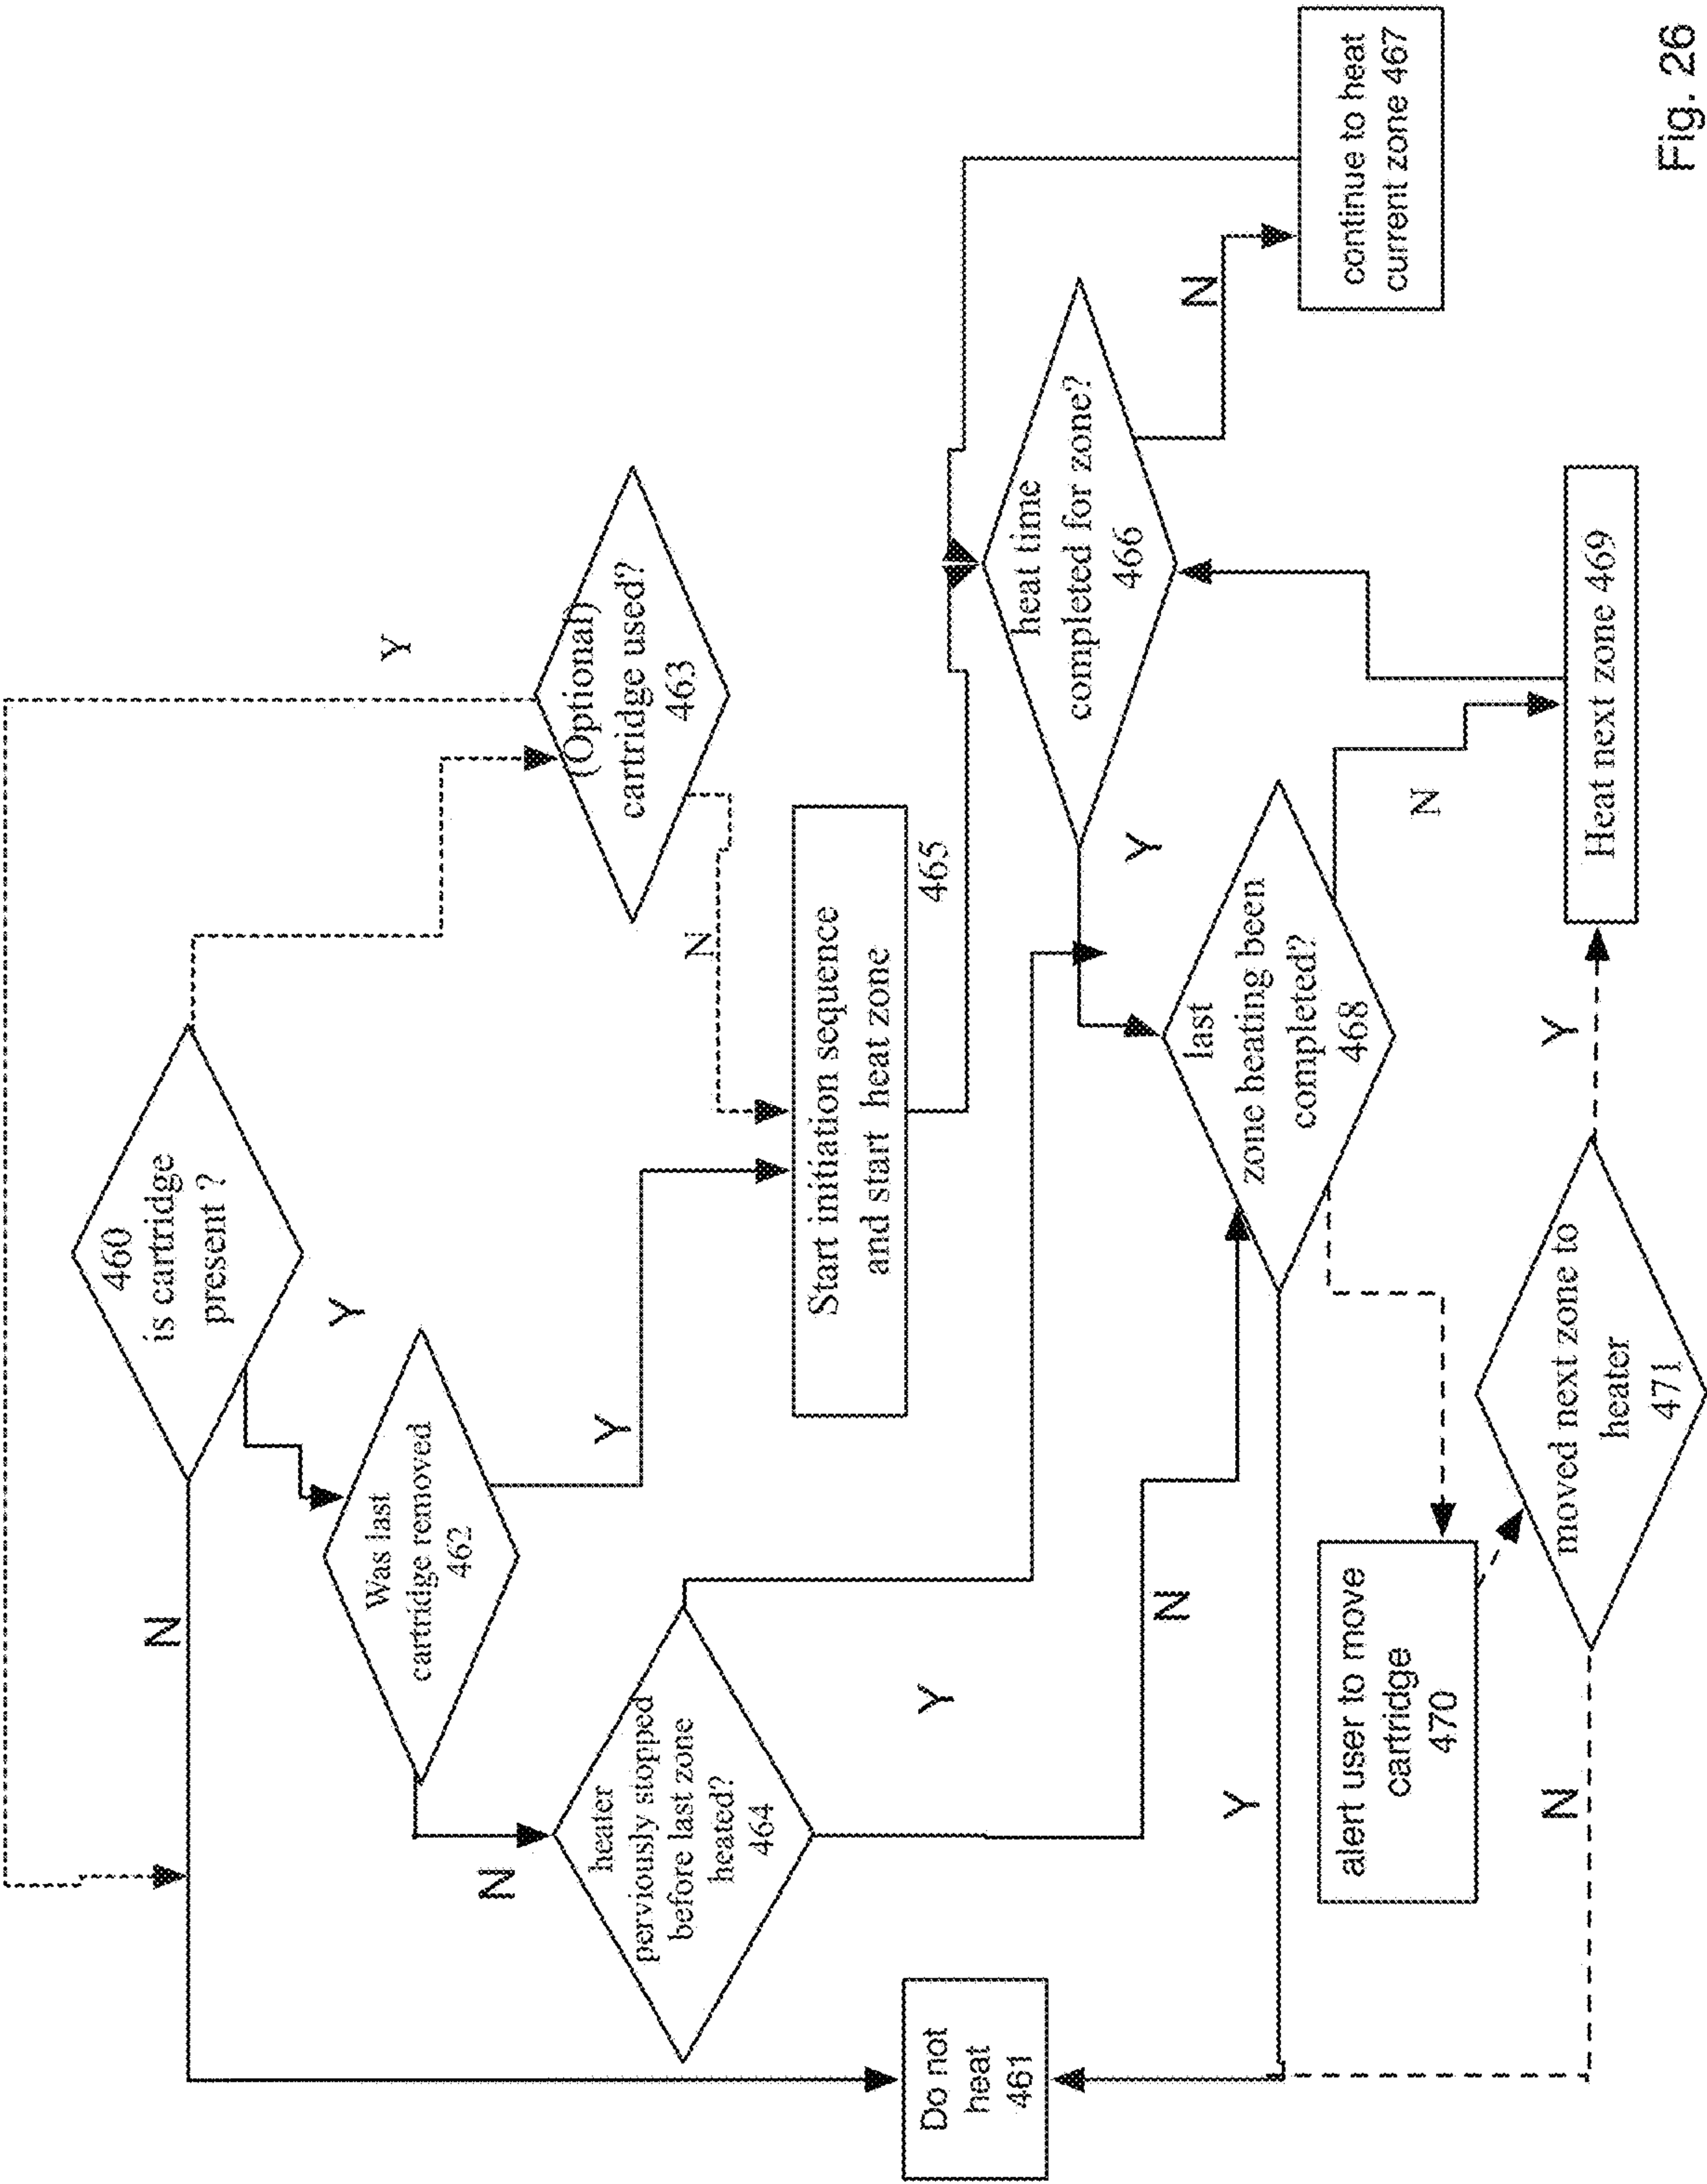 460
is cartridge
present ?
N
Y
Y
Was last
cartridge removed
462
(Optional)
cartridge used?
463
N
Y
N
heater
perviously stopped
before last zone
heated?
464
Start initiation sequence
and start heat zone
465
Y
N
Do not
heat
461
heat time
completed for zone?
466
Y
N
last
zone heating been
completed?
468
Y
N
continue to heat
current zone 467
alert user to move
cartridge
470
moved next zone to
heater
471
N
Y
Heat next zone 469
Fig. 26